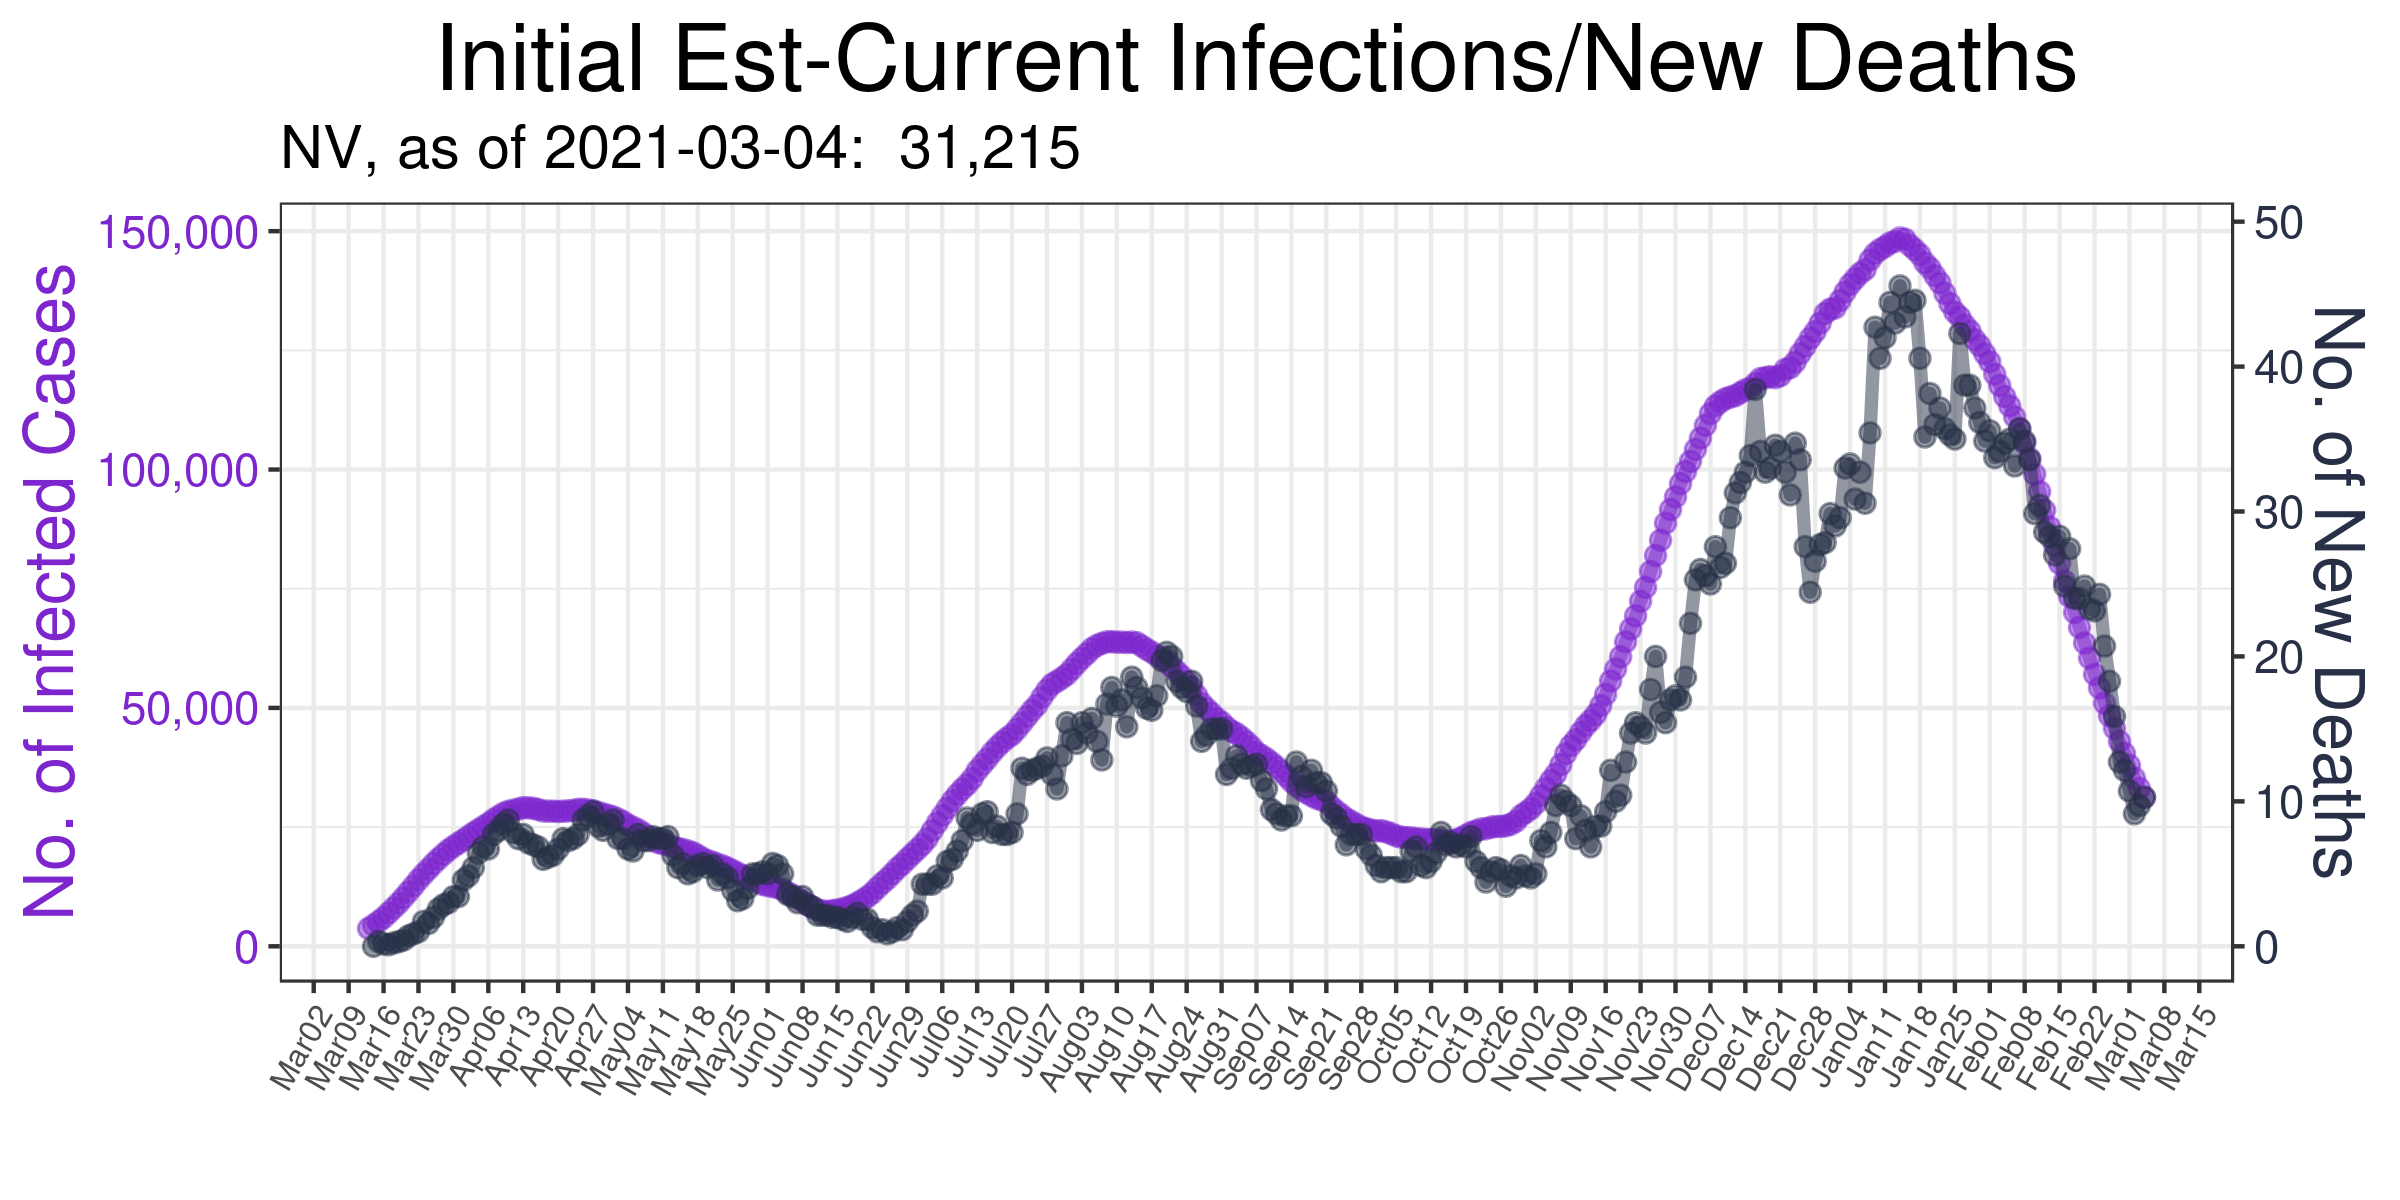 Initial Est-Current Infections/New Deaths
NV, as of 2021-03-04:  31,215
No. of Infected Cases
150,000
100,000
50,000
0
50
40
30
20
10
0
No. of New Deaths
Mar02
Mar09
Mar16
Mar23
Mar30
Apr06
Apr13
Apr20
Apr27
May04
May11
May18
May25
Jun01
Jun08
Jun15
Jun22
Jun29
Jul06
Jul13
Jul20
Jul27
Aug03
Aug10
Aug17
Aug24
Aug31
Sep07
Sep14
Sep21
Sep28
Oct05
Oct12
Oct19
Oct26
Nov02
Nov09
Nov16
Nov23
Nov30
Dec07
Dec14
Dec21
Dec28
Jan04
Jan11
Jan18
Jan25
Feb01
Feb08
Feb15
Feb22
Mar01
Mar08
Mar15